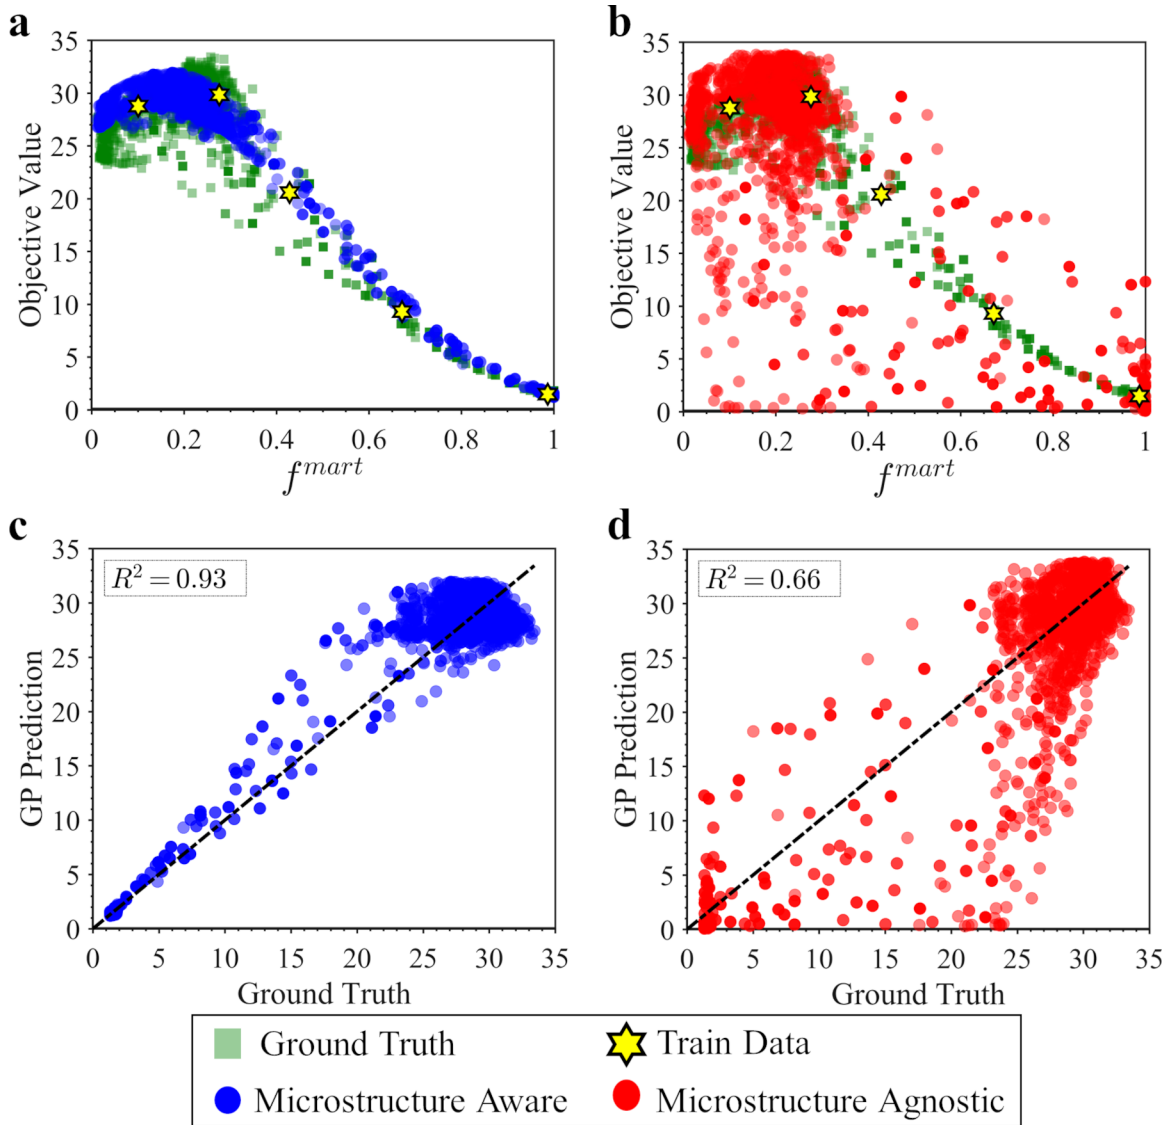 a
35
30
25
20
15
10
5
0
Objective Value
0 0.2 0.4 0.6 0.8 1
f^{mart}
b
35
30
25
20
15
10
5
0
Objective Value
0 0.2 0.4 0.6 0.8 1
f^{mart}
c
R² = 0.93
35
30
25
20
15
10
5
0
GP Prediction
0 5 10 15 20 25 30 35
Ground Truth
d
R² = 0.66
35
30
25
20
15
10
5
0
GP Prediction
0 5 10 15 20 25 30 35
Ground Truth
Ground Truth
Train Data
Microstructure Aware
Microstructure Agnostic